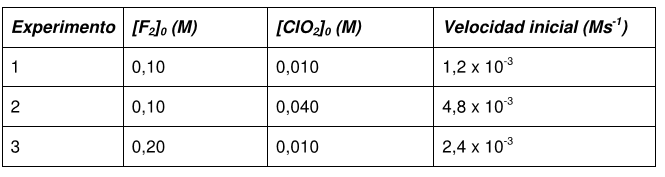 Experimento [F₂]₀ (M) [ClO₂]₀ (M) Velocidad inicial (Ms⁻¹)
1 0,10 0,010 1,2 x 10⁻³
2 0,10 0,040 4,8 x 10⁻³
3 0,20 0,010 2,4 x 10⁻³